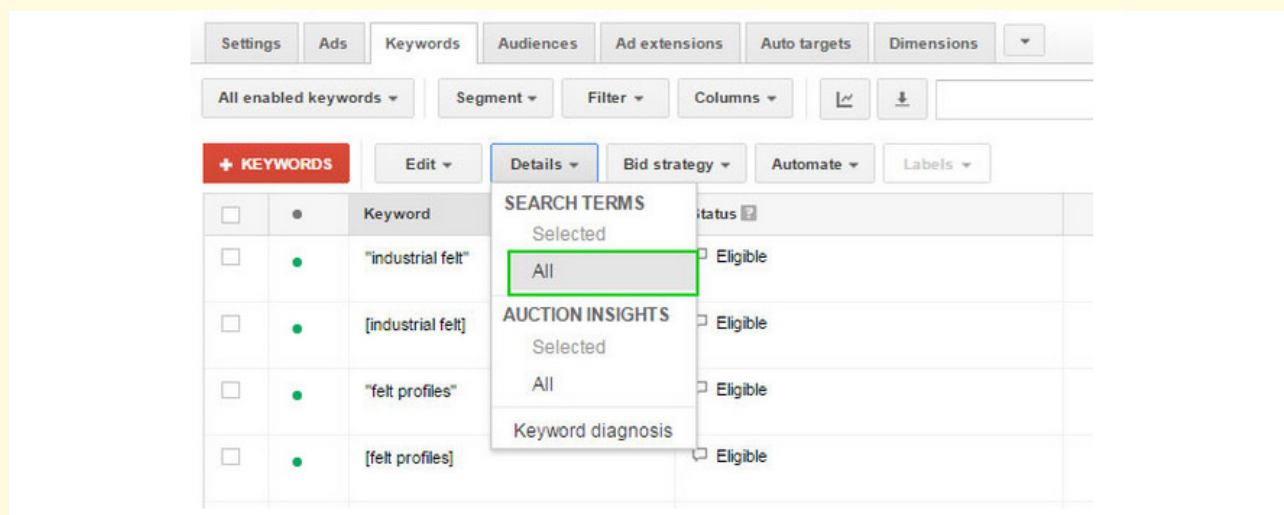 Settings Ads Keywords Audiences Ad extensions Auto targets Dimensions
All enabled keywords Segment Filter Columns
+ KEYWORDS Edit Details Bid strategy Automate Labels
Keyword Status ?
SEARCH TERMS
Selected
All
AUCTION INSIGHTS
Selected
All
Keyword diagnosis
"industrial felt" Eligible
[industrial felt] Eligible
"felt profiles" Eligible
[felt profiles] Eligible